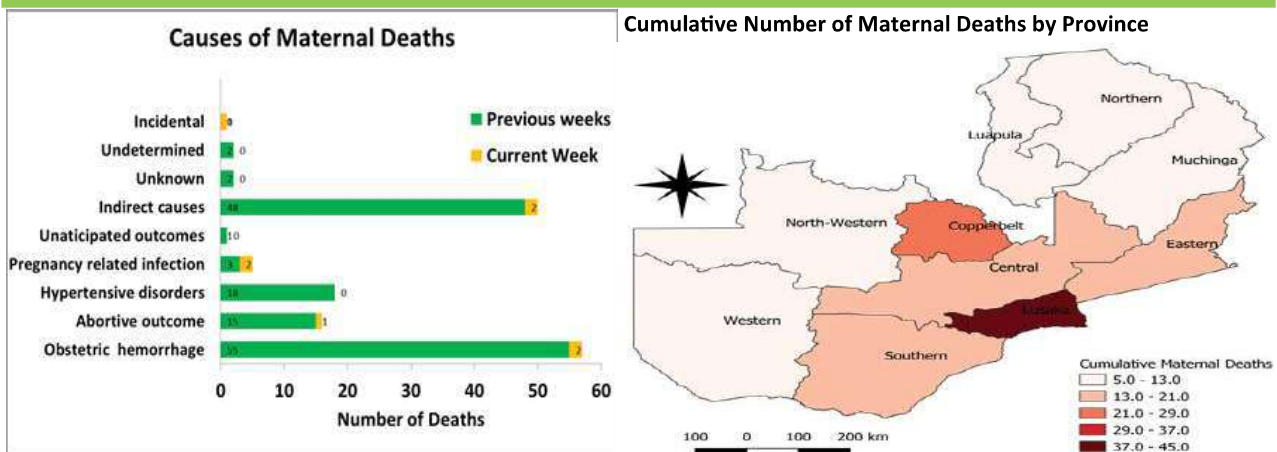 Causes of Maternal Deaths
Incidental
0
Undetermined 2 0
Unknown 2 0
Indirect causes 48 2
Unaticipated outcomes 1 0
Pregnancy related infection 3 2
Hypertensive disorders 18 0
Abortive outcome 15 1
Obstetric hemorrhage 55 2
Previous weeks
Current Week
0 10 20 30 40 50 60
Number of Deaths
Cumulative Number of Maternal Deaths by Province
Northern
Luapula
Muchinga
North-Western
Copperbelt
Eastern
Central
Lusaka
Western
Southern
Cumulative Maternal Deaths
5.0 - 13.0
13.0 - 21.0
21.0 - 29.0
29.0 - 37.0
37.0 - 45.0
100 0 100 200 km